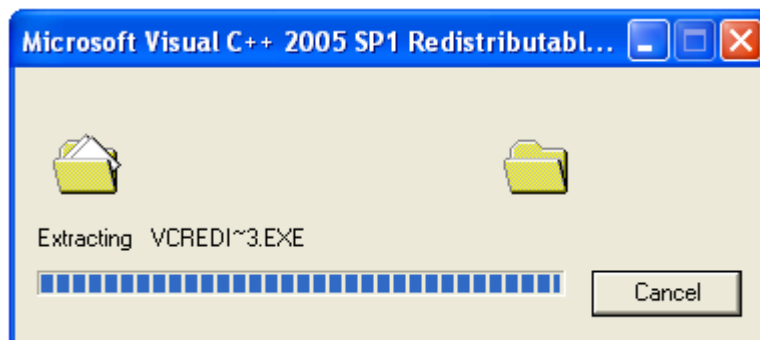 Microsoft Visual C++ 2005 SP1 Redistributabl...
Extracting VCREDI~3.EXE
Cancel